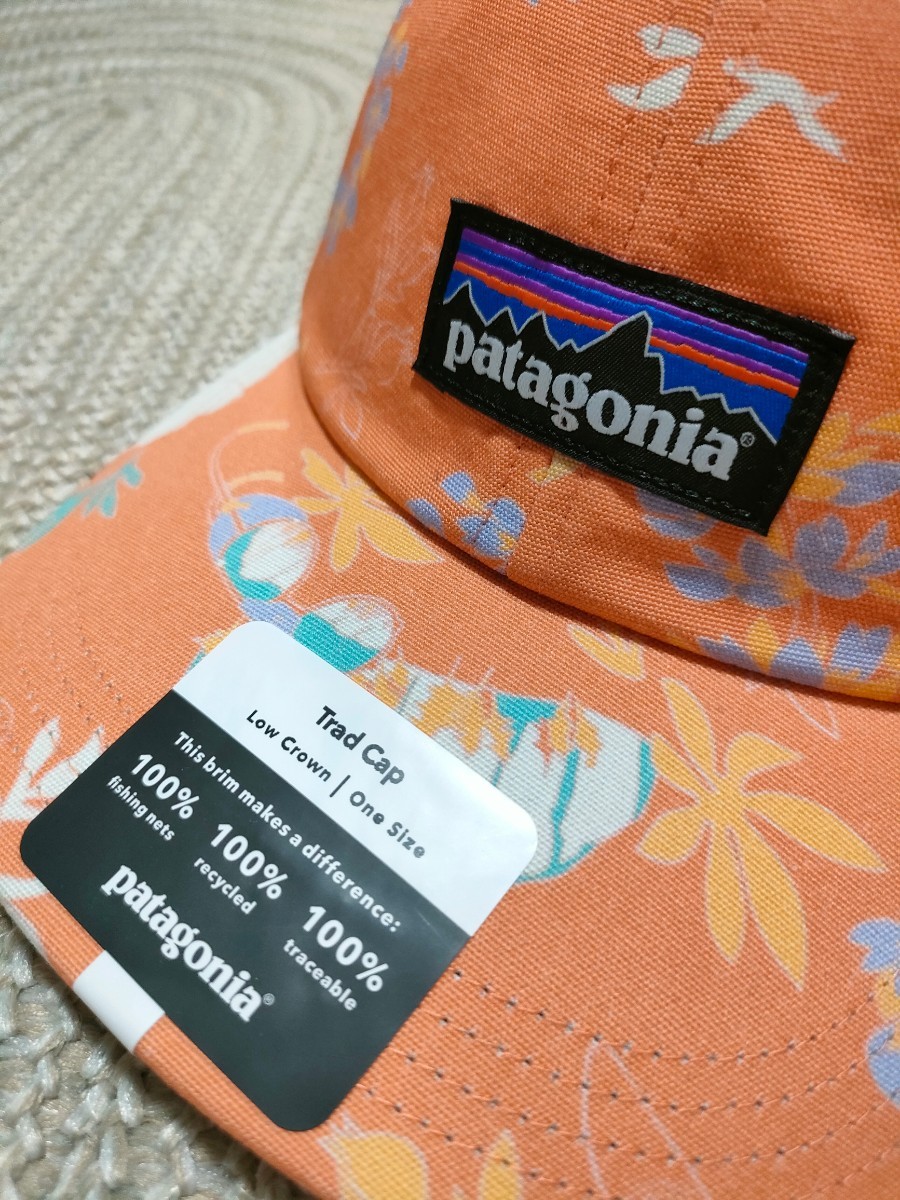 patagonia®
Trad Cap
Low Crown | One Size
This brim makes a difference:
100%
fishing nets
100%
recycled
100%
traceable
patagonia®